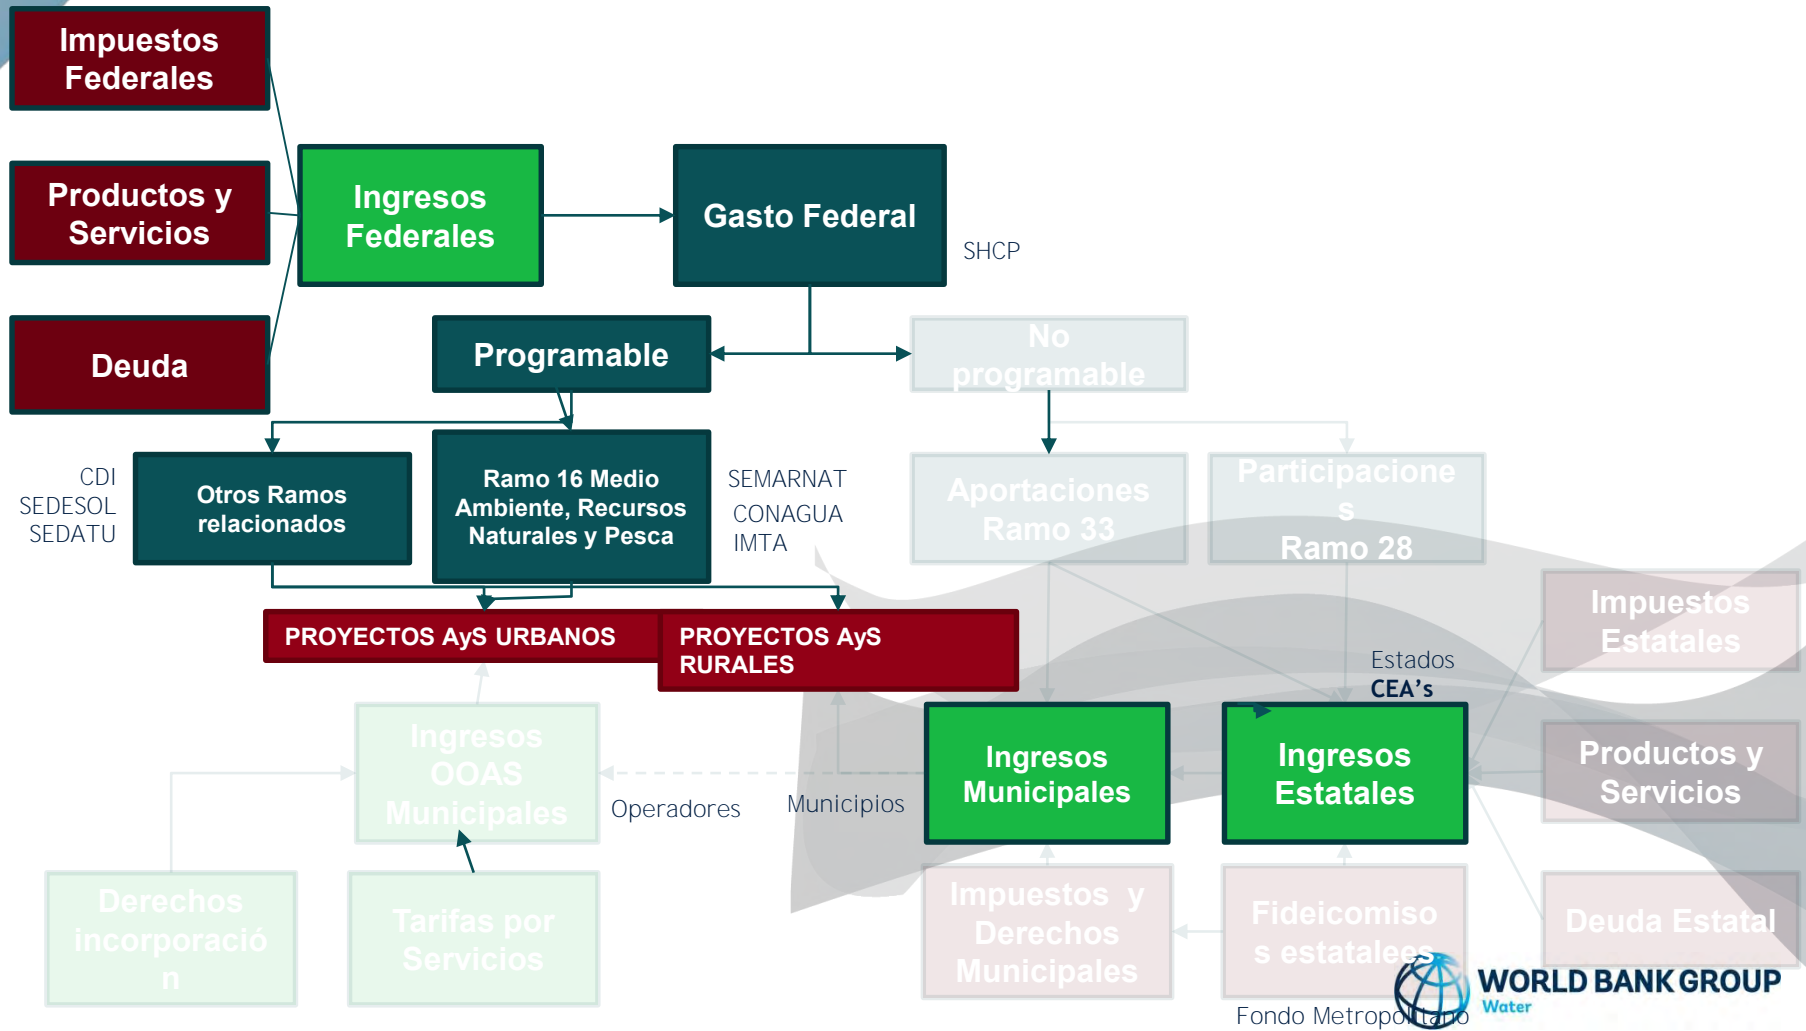 Impuestos
Federales
Productos y
Servicios
Deuda
Ingresos
Federales
Gasto Federal
SHCP
Programable
No
programable
CDI
SEDESOL
SEDATU
Otros Ramos
relacionados
Ramo 16 Medio
Ambiente, Recursos
Naturales y Pesca
SEMARNAT
CONAGUA
IMTA
Aportaciones
Ramo 33
Participacione
s
Ramo 28
PROYECTOS AyS URBANOS
PROYECTOS AyS
RURALES
Impuestos
Estatales
Estados
CEA’s
Ingresos
OOAS
Municipales
Operadores
Municipios
Ingresos
Municipales
Ingresos
Estatales
Productos y
Servicios
Derechos
incorporació
n
Tarifas por
Servicios
Impuestos y
Derechos
Municipales
Fideicomiso
s estatalees
Deuda Estatal
Fondo Metropolitano
WORLD BANK GROUP
Water